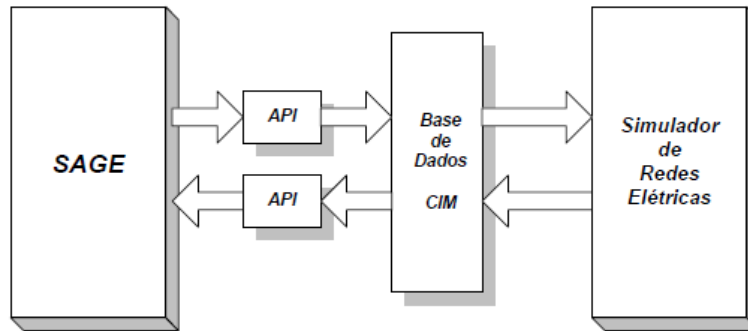 SAGE
API
API
Base
de
Dados
CIM
Simulador
de
Redes
Elétricas